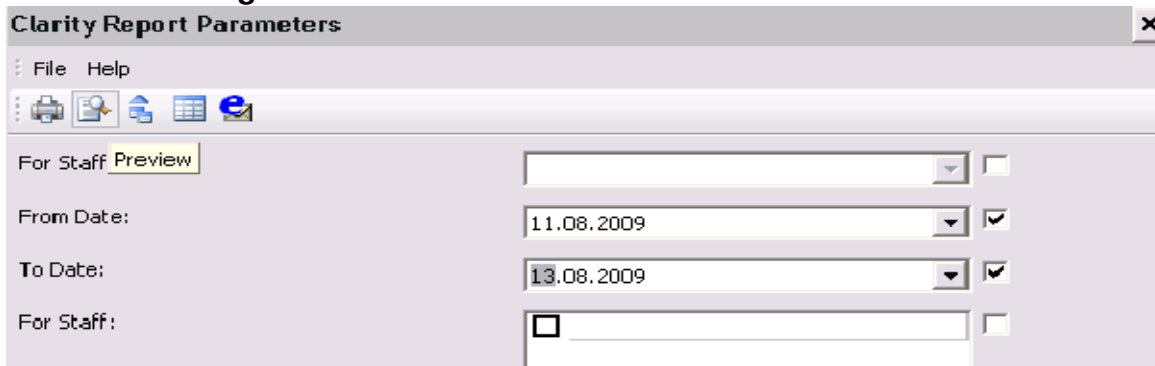 Clarity Report Parameters
File Help
For Staff Preview
From Date: 11.08.2009
To Date: 13.08.2009
For Staff: